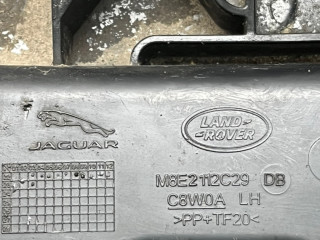 JAGUAR
LAND-
ROVER
M8E2 112C29 DB
C8W0A LH
>PP+TF20<